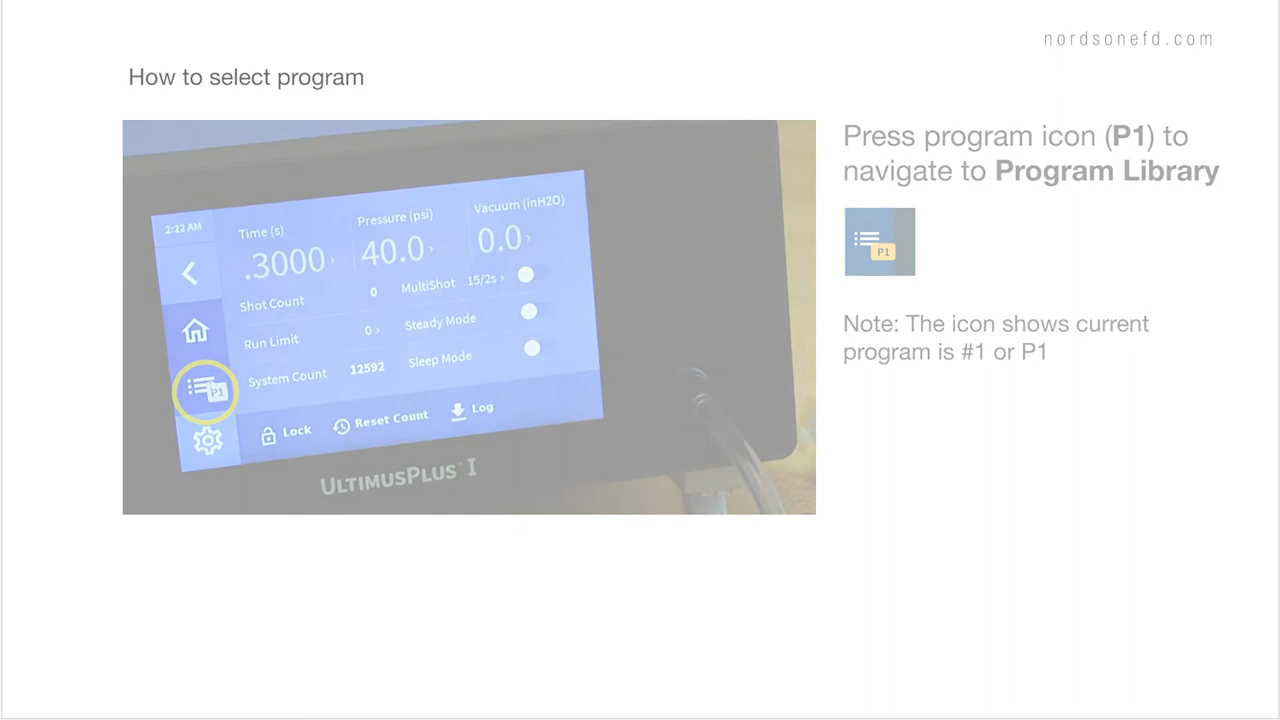 nordsonefd.com
How to select program
Press program icon (P1) to
navigate to Program Library
P1
Note: The icon shows current
program is #1 or P1
2:22 AM
Time (s)
.3000
Pressure (psi)
40.0
Vacuum (inH2O)
0.0
Shot Count 0
MultiShot 15/2s
Run Limit 0
Steady Mode
System Count 12592
Sleep Mode
P1
Lock
Reset Count
Log
ULTIMUSPLUS™ I